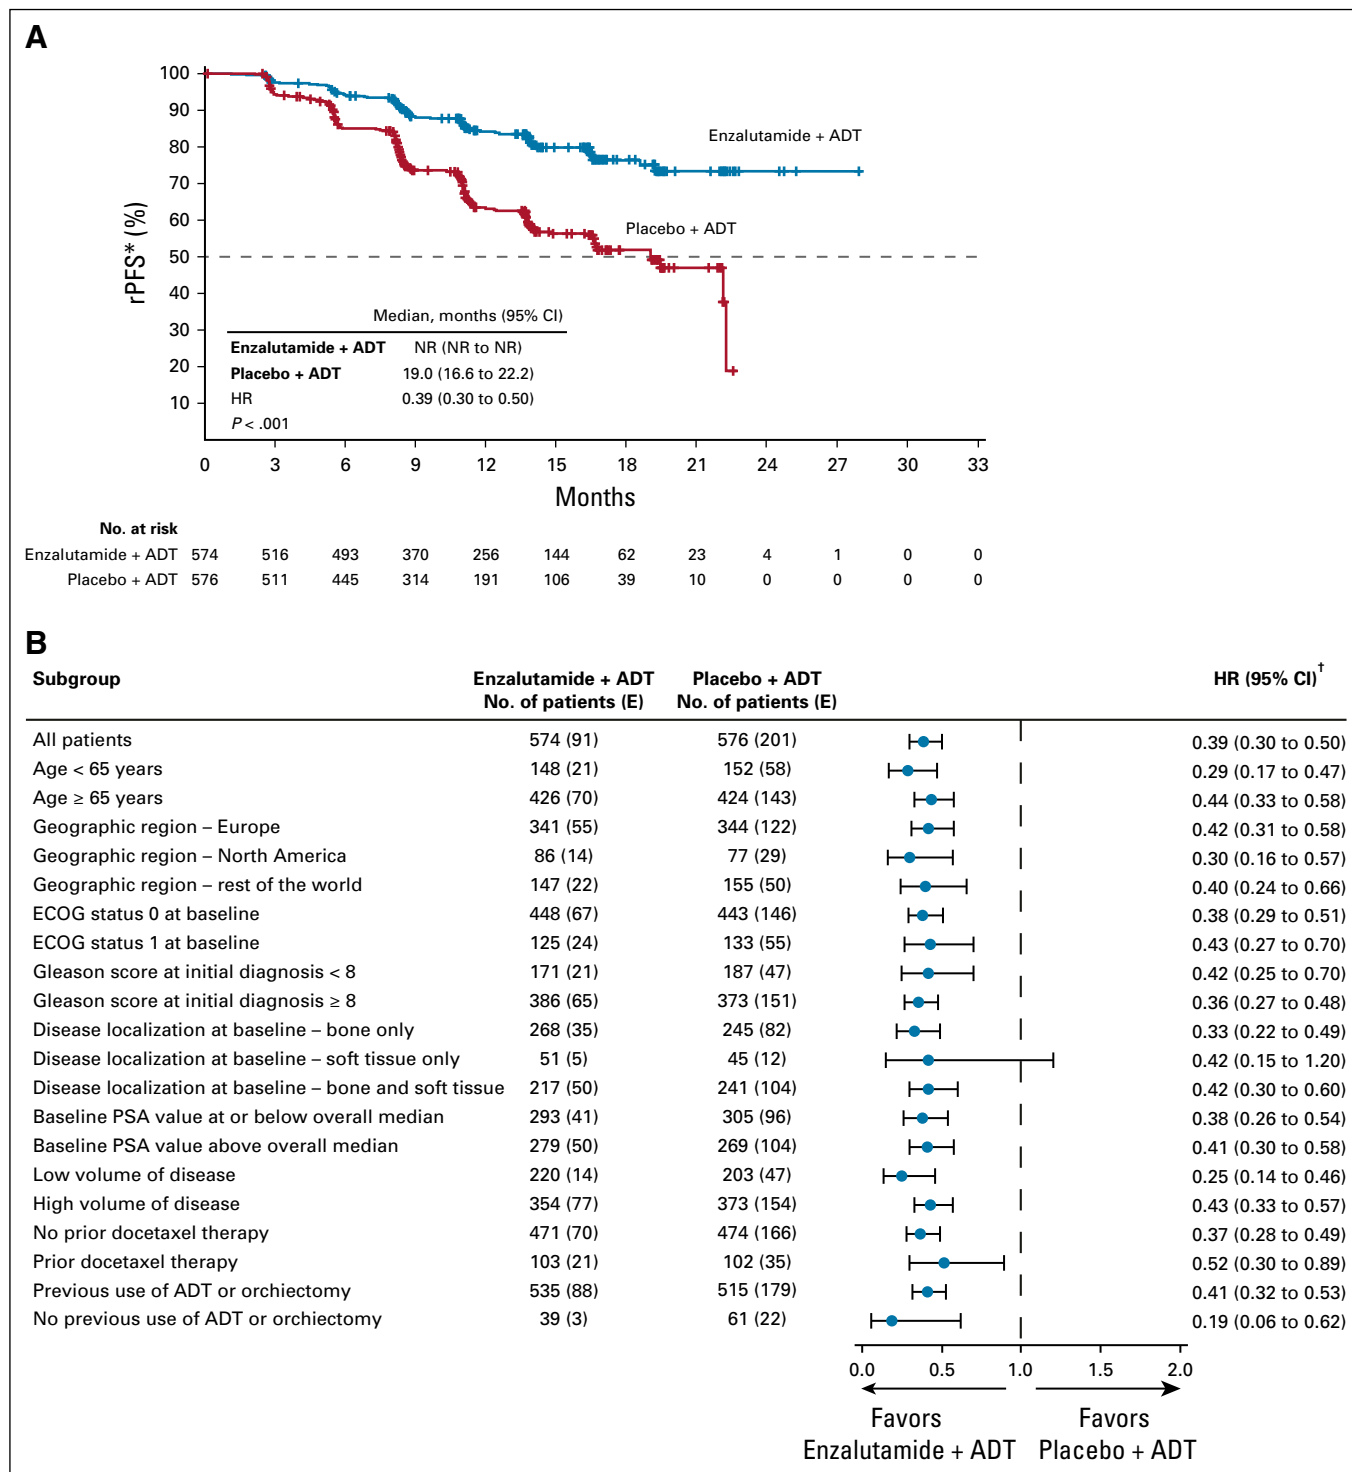 A
100
90
80
70
60
50
40
30
20
10
rPFS* (%)
Enzalutamide + ADT
Placebo + ADT
Median, months (95% CI)
Enzalutamide + ADT NR (NR to NR)
Placebo + ADT 19.0 (16.6 to 22.2)
HR 0.39 (0.30 to 0.50)
P < .001
0 3 6 9 12 15 18 21 24 27 30 33
Months
No. at risk
Enzalutamide + ADT 574 516 493 370 256 144 62 23 4 1 0 0
Placebo + ADT 576 511 445 314 191 106 39 10 0 0 0 0
B
Subgroup Enzalutamide + ADT Placebo + ADT HR (95% CI)†
No. of patients (E) No. of patients (E)
All patients 574 (91) 576 (201) 0.39 (0.30 to 0.50)
Age < 65 years 148 (21) 152 (58) 0.29 (0.17 to 0.47)
Age ≥ 65 years 426 (70) 424 (143) 0.44 (0.33 to 0.58)
Geographic region – Europe 341 (55) 344 (122) 0.42 (0.31 to 0.58)
Geographic region – North America 86 (14) 77 (29) 0.30 (0.16 to 0.57)
Geographic region – rest of the world 147 (22) 155 (50) 0.40 (0.24 to 0.66)
ECOG status 0 at baseline 448 (67) 443 (146) 0.38 (0.29 to 0.51)
ECOG status 1 at baseline 125 (24) 133 (55) 0.43 (0.27 to 0.70)
Gleason score at initial diagnosis < 8 171 (21) 187 (47) 0.42 (0.25 to 0.70)
Gleason score at initial diagnosis ≥ 8 386 (65) 373 (151) 0.36 (0.27 to 0.48)
Disease localization at baseline – bone only 268 (35) 245 (82) 0.33 (0.22 to 0.49)
Disease localization at baseline – soft tissue only 51 (5) 45 (12) 0.42 (0.15 to 1.20)
Disease localization at baseline – bone and soft tissue 217 (50) 241 (104) 0.42 (0.30 to 0.60)
Baseline PSA value at or below overall median 293 (41) 305 (96) 0.38 (0.26 to 0.54)
Baseline PSA value above overall median 279 (50) 269 (104) 0.41 (0.30 to 0.58)
Low volume of disease 220 (14) 203 (47) 0.25 (0.14 to 0.46)
High volume of disease 354 (77) 373 (154) 0.43 (0.33 to 0.57)
No prior docetaxel therapy 471 (70) 474 (166) 0.37 (0.28 to 0.49)
Prior docetaxel therapy 103 (21) 102 (35) 0.52 (0.30 to 0.89)
Previous use of ADT or orchiectomy 535 (88) 515 (179) 0.41 (0.32 to 0.53)
No previous use of ADT or orchiectomy 39 (3) 61 (22) 0.19 (0.06 to 0.62)
0.0 0.5 1.0 1.5 2.0
Favors Favors
Enzalutamide + ADT Placebo + ADT